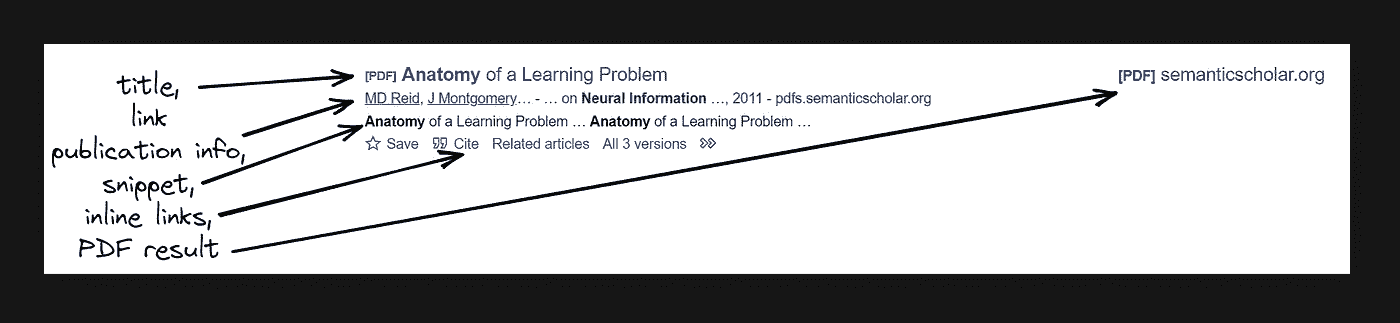 title,
link
publication info,
snippet,
inline links,
PDF result
[PDF] Anatomy of a Learning Problem
MD Reid, J Montgomery… - … on Neural Information …, 2011 - pdfs.semanticscholar.org
Anatomy of a Learning Problem … Anatomy of a Learning Problem …
Save Cite Related articles All 3 versions
[PDF] semanticscholar.org